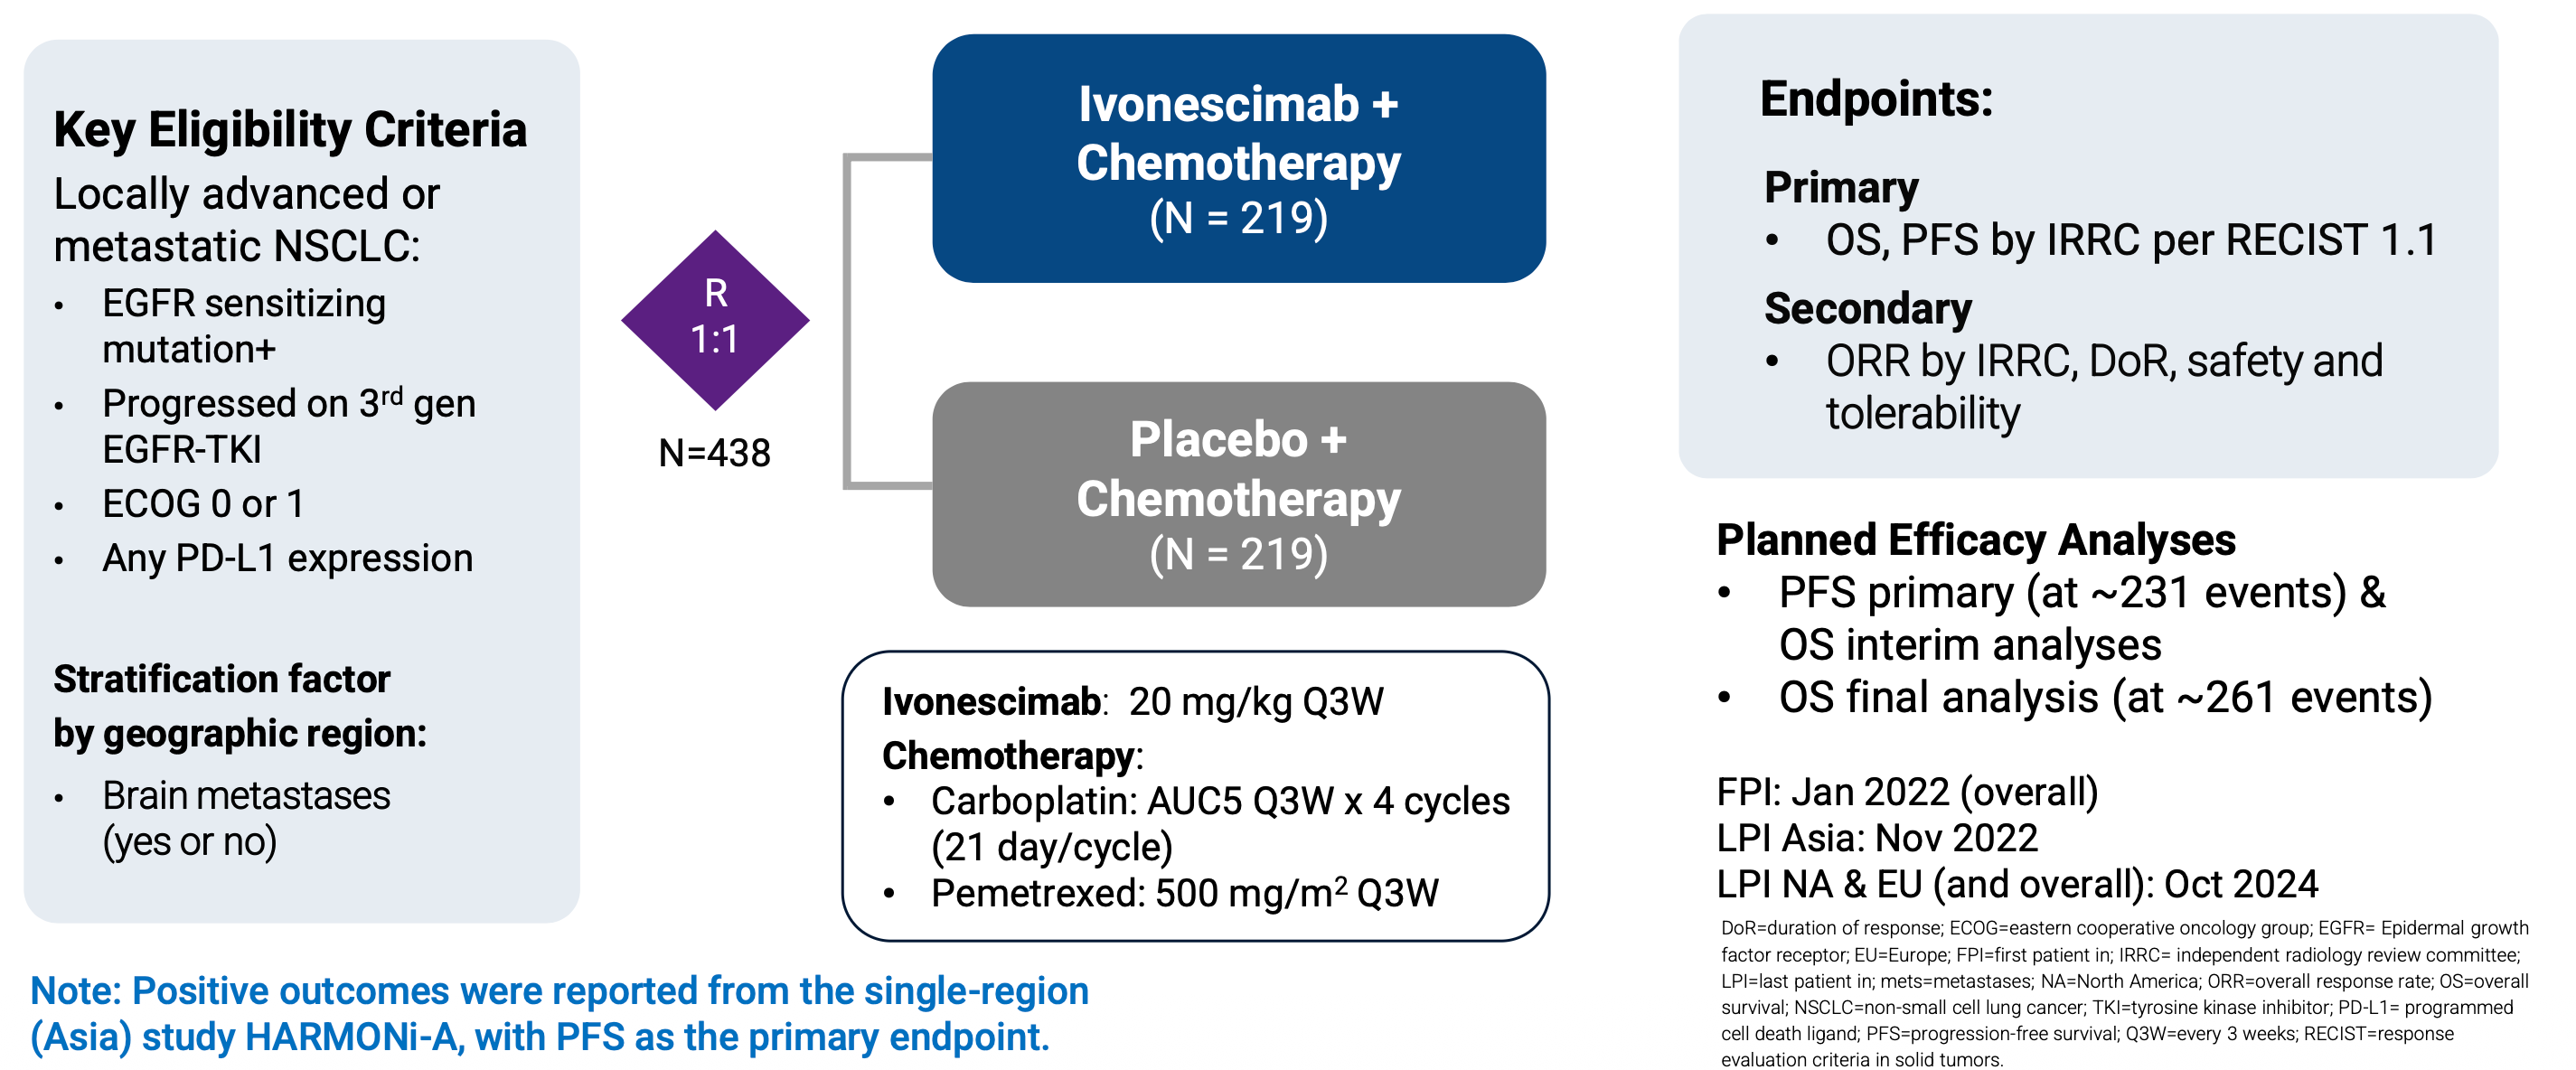 Key Eligibility Criteria
Locally advanced or
metastatic NSCLC:
• EGFR sensitizing
mutation+
• Progressed on 3rd gen
EGFR-TKI
• ECOG 0 or 1
• Any PD-L1 expression
Stratification factor
by geographic region:
• Brain metastases
(yes or no)
R
1:1
N=438
Ivonescimab +
Chemotherapy
(N = 219)
Placebo +
Chemotherapy
(N = 219)
Ivonescimab: 20 mg/kg Q3W
Chemotherapy:
• Carboplatin: AUC5 Q3W x 4 cycles
(21 day/cycle)
• Pemetrexed: 500 mg/m² Q3W
Endpoints:
Primary
• OS, PFS by IRRC per RECIST 1.1
Secondary
• ORR by IRRC, DoR, safety and
tolerability
Planned Efficacy Analyses
• PFS primary (at ~231 events) &
OS interim analyses
• OS final analysis (at ~261 events)
FPI: Jan 2022 (overall)
LPI Asia: Nov 2022
LPI NA & EU (and overall): Oct 2024
DoR=duration of response; ECOG=eastern cooperative oncology group; EGFR= Epidermal growth
factor receptor; EU=Europe; FPI=first patient in; IRRC= independent radiology review committee;
LPI=last patient in; mets=metastases; NA=North America; ORR=overall response rate; OS=overall
survival; NSCLC=non-small cell lung cancer; TKI=tyrosine kinase inhibitor; PD-L1= programmed
cell death ligand; PFS=progression-free survival; Q3W=every 3 weeks; RECIST=response
evaluation criteria in solid tumors.
Note: Positive outcomes were reported from the single-region
(Asia) study HARMONi-A, with PFS as the primary endpoint.